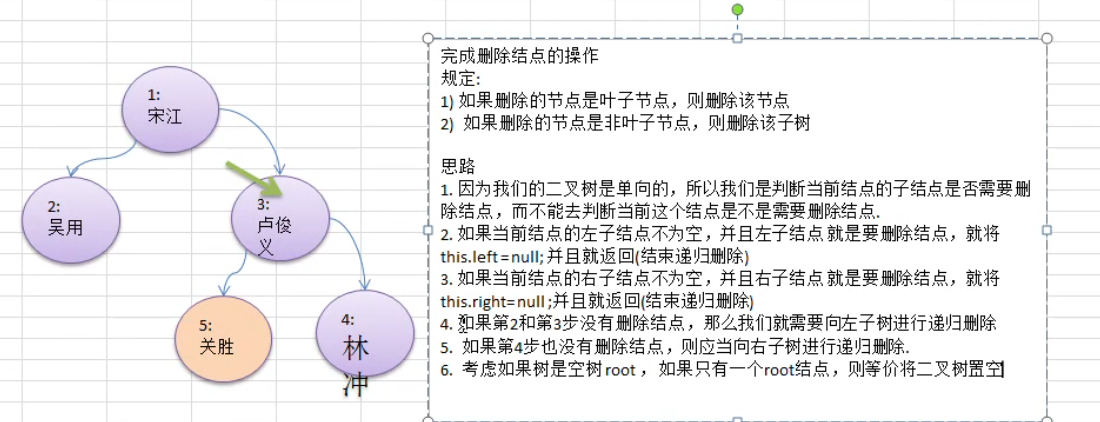 1:
宋江
2:
吴用
3:
卢俊
义
5:
关胜
4:
林
冲
完成删除结点的操作
规定:
1) 如果删除的节点是叶子节点，则删除该节点
2) 如果删除的节点是非叶子节点，则删除该子树
思路
1. 因为我们的二叉树是单向的，所以我们是判断当前结点的子结点是否需要删
除结点，而不能去判断当前这个结点是不是需要删除结点.
2. 如果当前结点的左子结点不为空，并且左子结点 就是要删除结点，就将
this.left = null; 并且就返回(结束递归删除)
3. 如果当前结点的右子结点不为空，并且右子结点 就是要删除结点，就将
this.right= null ;并且就返回(结束递归删除)
4. 如果第2和第3步没有删除结点，那么我们就需要向左子树进行递归删除
5. 如果第4步也没有删除结点，则应当向右子树进行递归删除.
6. 考虑如果树是空树 root ， 如果只有一个root结点，则等价将二叉树置空